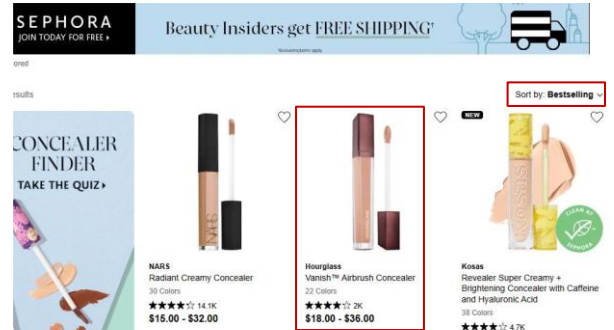 SEPHORA
JOIN TODAY FOR FREE ▸
Beauty Insiders get FREE SHIPPING†
ored
esults
Sort by: Bestselling
CONCEALER
FINDER
TAKE THE QUIZ ▸
NARS
NARS
Radiant Creamy Concealer
30 Colors
★★★★☆ 14.1K
$15.00 - $32.00
Hourglass
Vanish™ Airbrush Concealer
22 Colors
★★★★☆ 2K
$18.00 - $36.00
NEW
KOSAS
CLEAN AT
SEPHORA
Kosas
Revealer Super Creamy +
Brightening Concealer with Caffeine
and Hyaluronic Acid
38 Colors
★★★★☆ 4.7K